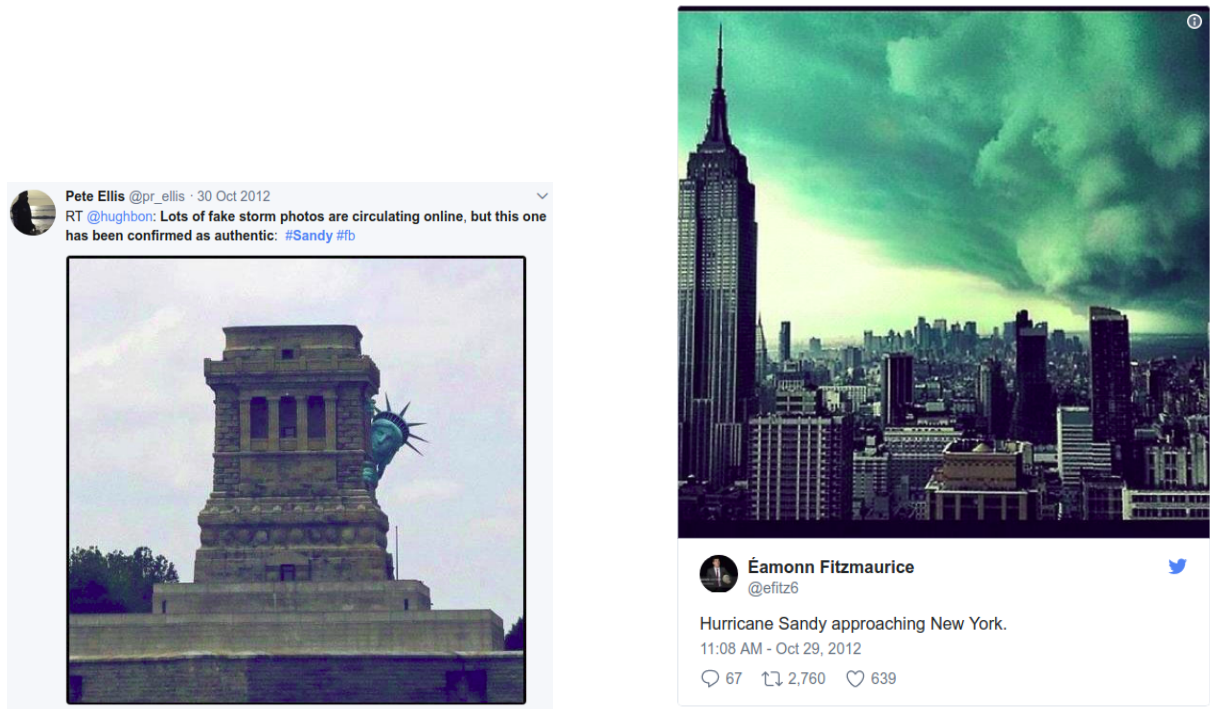 Pete Ellis @pr_ellis · 30 Oct 2012
RT @hughbon: Lots of fake storm photos are circulating online, but this one
has been confirmed as authentic: #Sandy #fb
Éamonn Fitzmaurice
@efitz6
Hurricane Sandy approaching New York.
11:08 AM - Oct 29, 2012
67 2,760 639